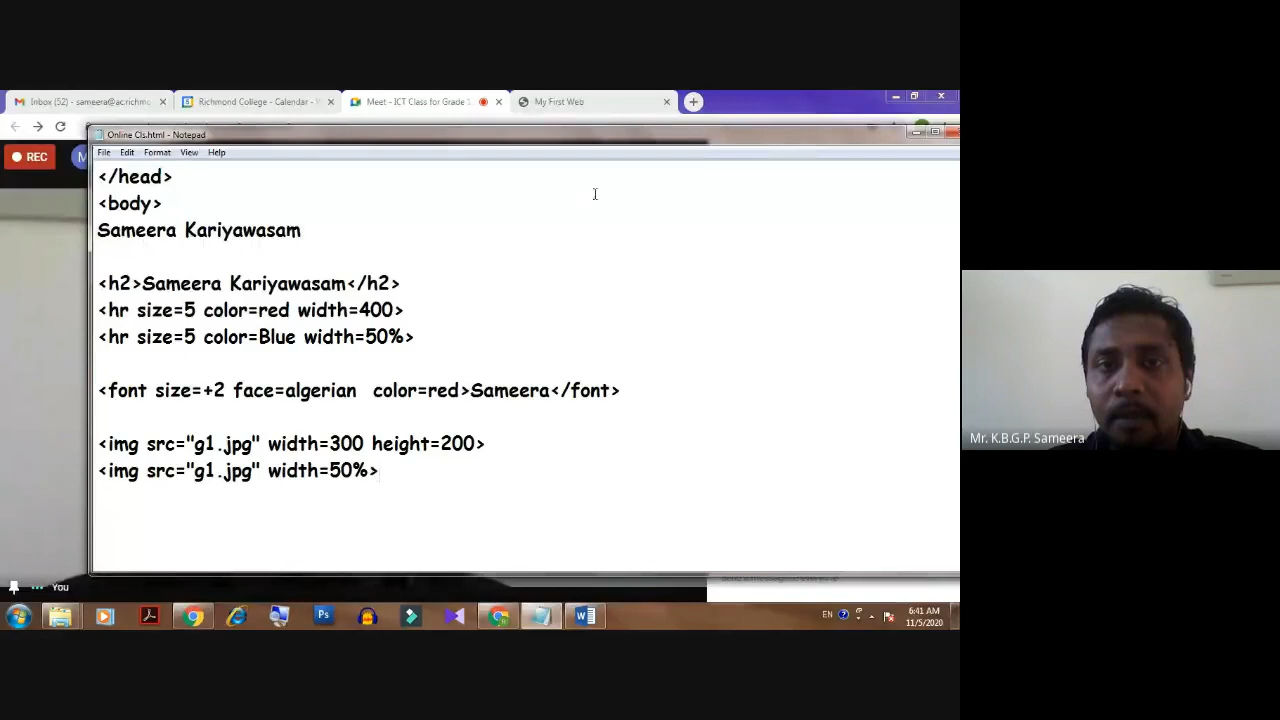 Inbox (52) - sameera@ac.richmo
Richmond College - Calendar -
Meet - ICT Class for Grade 1
My First Web
REC
M
Online Cls.html - Notepad
File Edit Format View Help
</head>
<body>
Sameera Kariyawasam
<h2>Sameera Kariyawasam</h2>
<hr size=5 color=red width=400>
<hr size=5 color=Blue width=50%>
<font size=+2 face=algerian  color=red>Sameera</font>
<img src="g1.jpg" width=300 height=200>
<img src="g1.jpg" width=50%>
Mr. K.B.G.P. Sameera
You
Ps
W
EN
6:41 AM
11/5/2020